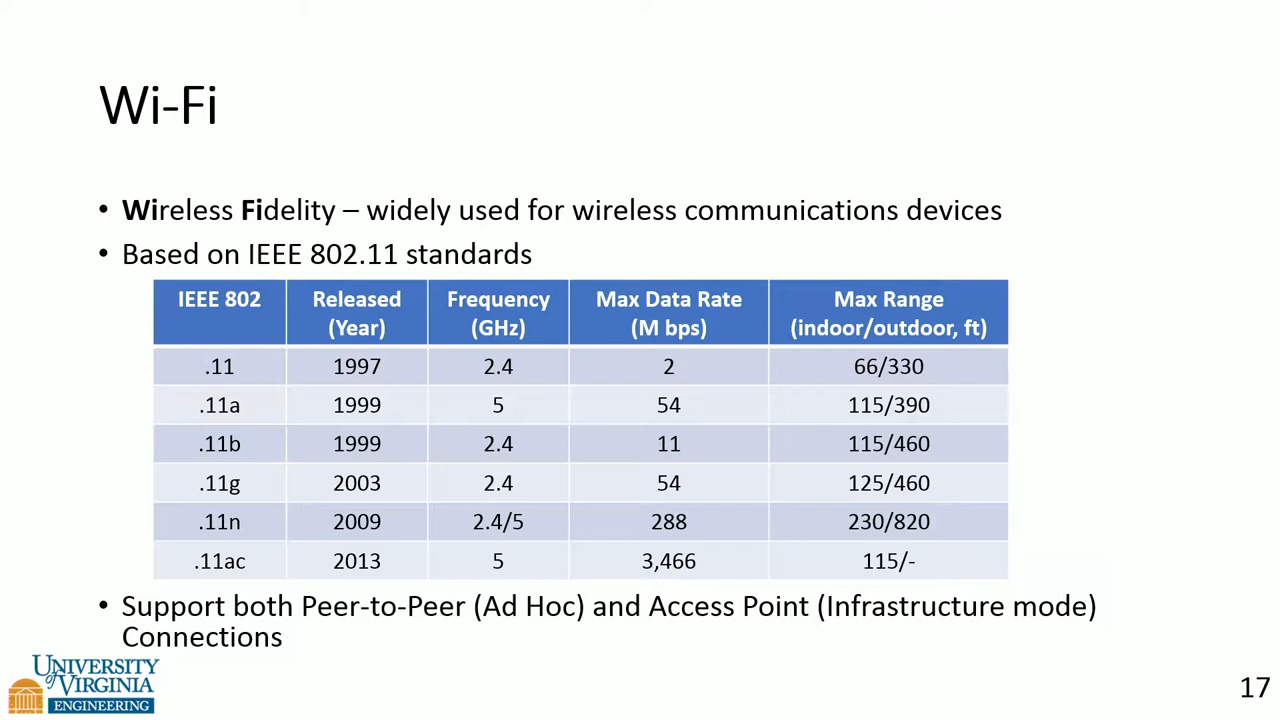 Wi-Fi
• Wireless Fidelity – widely used for wireless communications devices
• Based on IEEE 802.11 standards
IEEE 802 Released (Year) Frequency (GHz) Max Data Rate (M bps) Max Range (indoor/outdoor, ft)
.11 1997 2.4 2 66/330
.11a 1999 5 54 115/390
.11b 1999 2.4 11 115/460
.11g 2003 2.4 54 125/460
.11n 2009 2.4/5 288 230/820
.11ac 2013 5 3,466 115/-
• Support both Peer-to-Peer (Ad Hoc) and Access Point (Infrastructure mode)
Connections
UNIVERSITY
of VIRGINIA
ENGINEERING
17